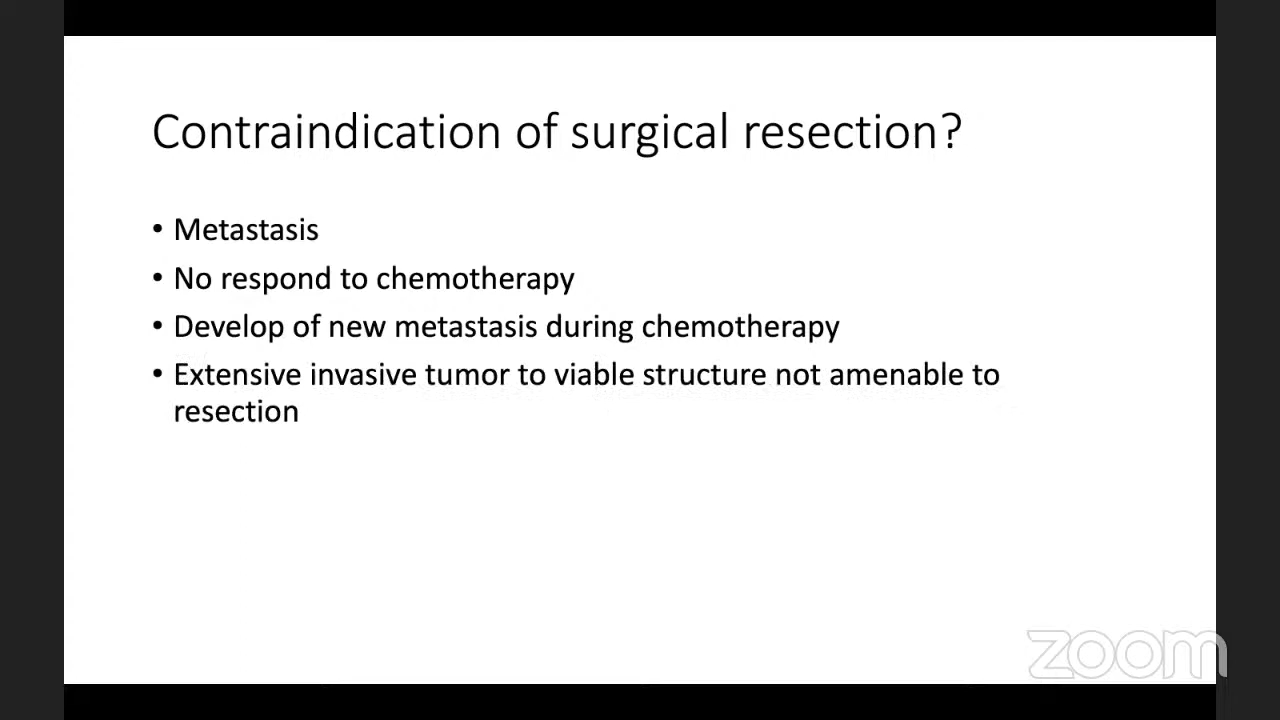 Contraindication of surgical resection?
• Metastasis
• No respond to chemotherapy
• Develop of new metastasis during chemotherapy
• Extensive invasive tumor to viable structure not amenable to
resection
zoom